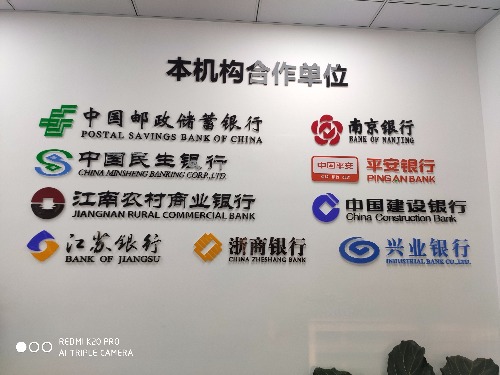 本机构合作单位
中国邮政储蓄银行
POSTAL SAVINGS BANK OF CHINA
南京银行
BANK OF NANJING
中国民生银行
CHINA MINSHENG BANKING CORP.,LTD.
中国平安
平安银行
PING AN BANK
江南农村商业银行
JIANGNAN RURAL COMMERCIAL BANK
中国建设银行
China Construction Bank
江苏银行
BANK OF JIANGSU
浙商银行
CHINA ZHESHANG BANK
兴业银行
INDUSTRIAL BANK CO.,LTD.
REDMI K20 PRO
AI TRIPLE CAMERA